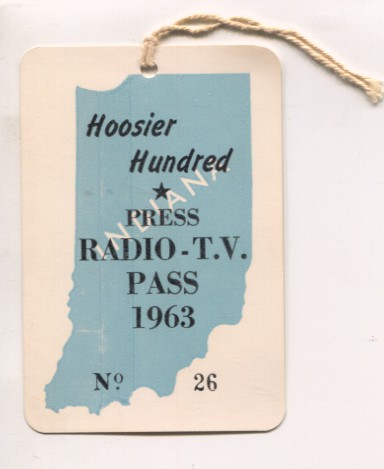 Hoosier
Hundred
INDIANA
★
PRESS
RADIO - T.V.
PASS
1963
Nº 26